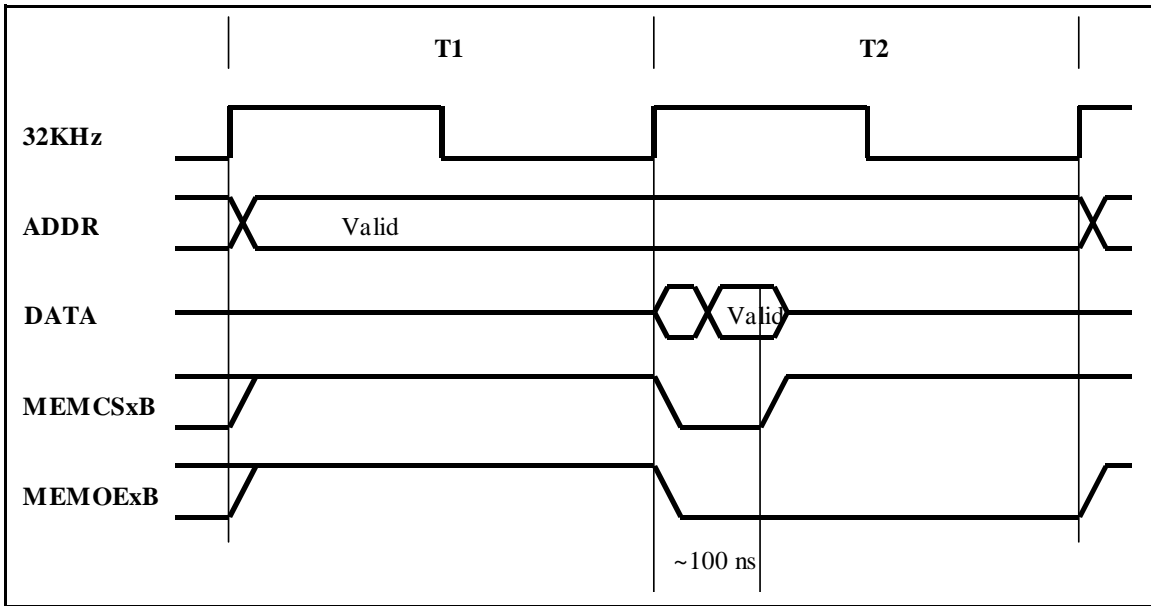 T1 T2
32KHz
ADDR Valid
DATA Valid
MEMCSxB
MEMOExB
~100 ns